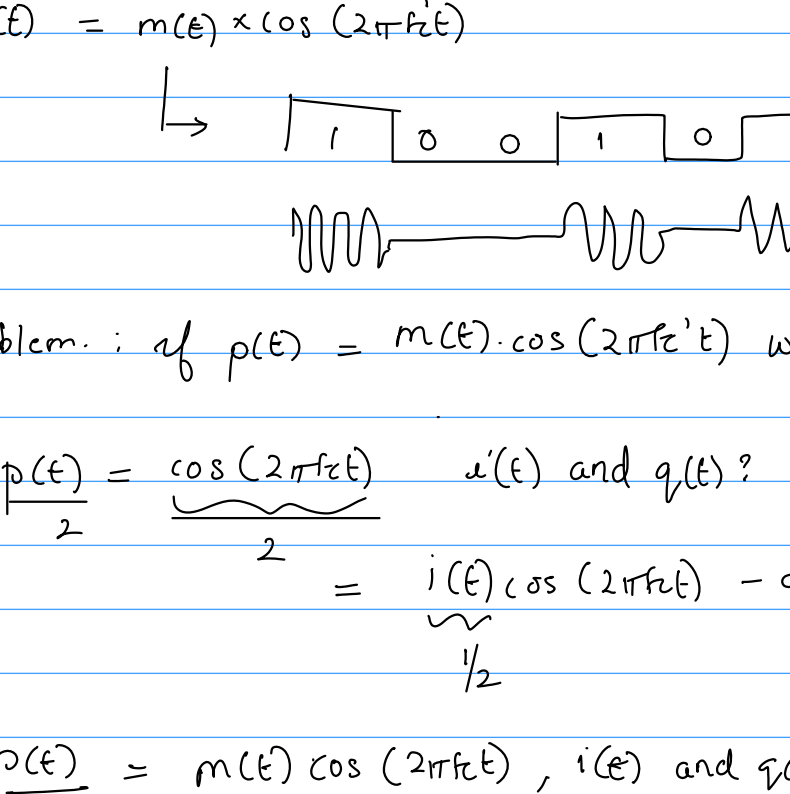 (t) = m(t) × cos (2πfc't)
1 0 0 1 0
blem. : if p(t) = m(t).cos(2πfc't) w
p(t)/2 = cos(2πfct)/2 i(t) and q(t)?
= i(t) cos (2πfct) -
1/2
p(t) = m(t) cos (2πfct), i(t) and q(